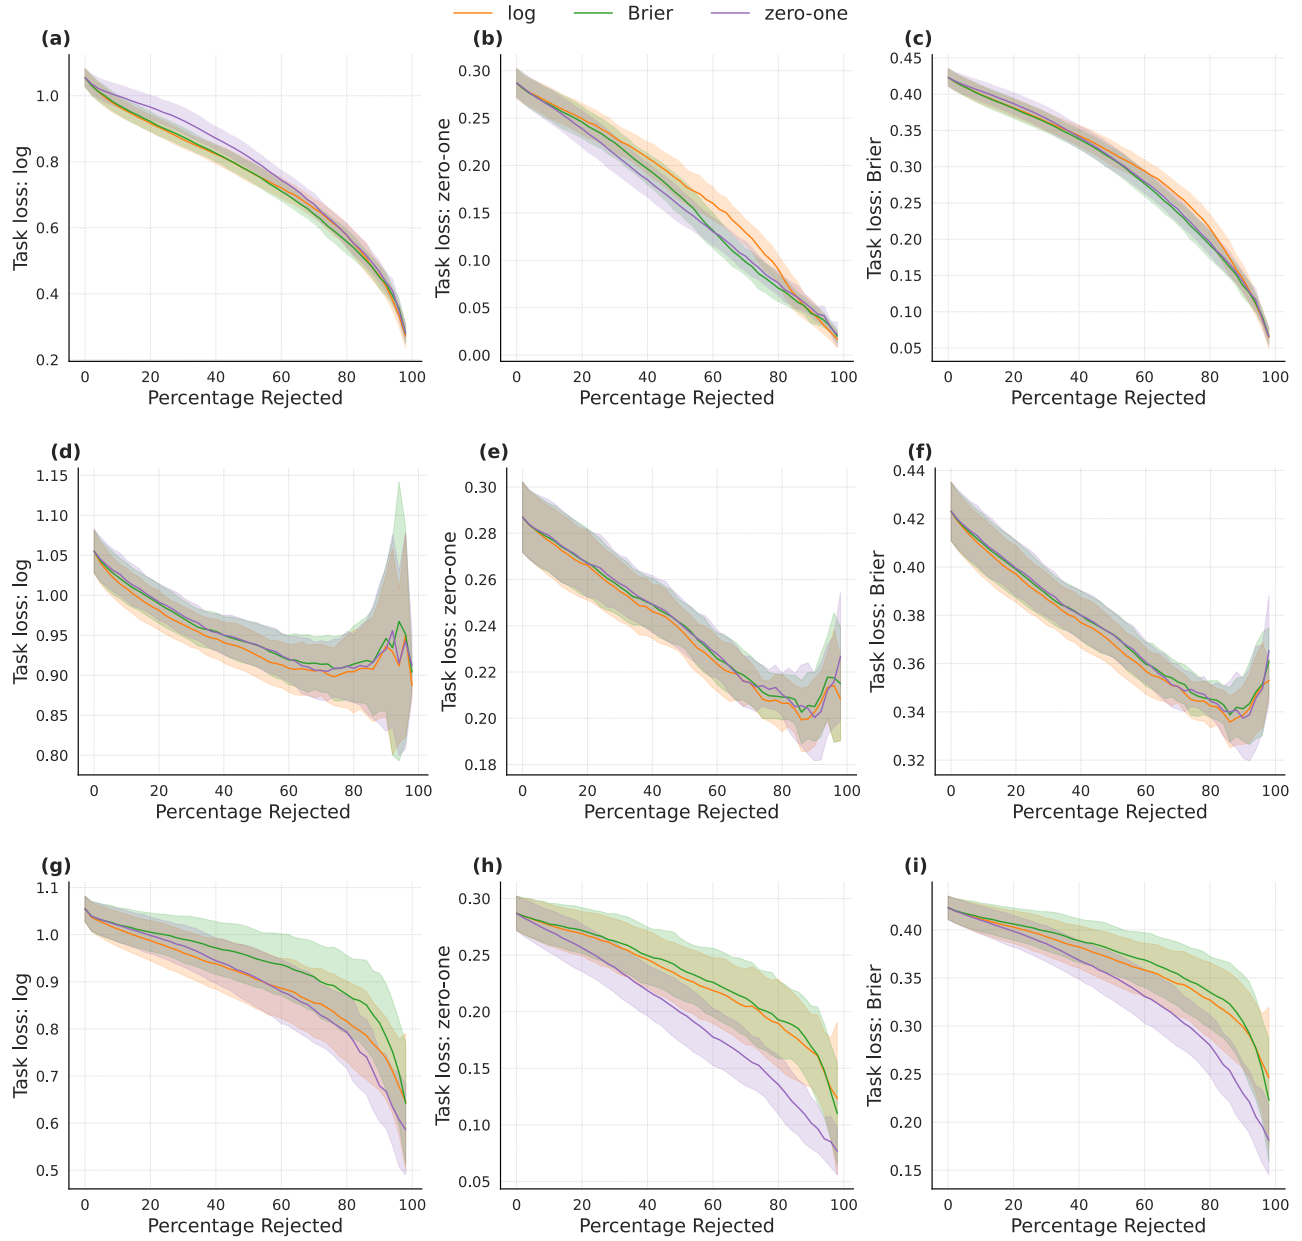 log Brier zero-one
(a) (b) (c)
Task loss: log
1.0
0.8
0.6
0.4
0.2
0 20 40 60 80 100
Percentage Rejected
Task loss: zero-one
0.30
0.25
0.20
0.15
0.10
0.05
0.00
0 20 40 60 80 100
Percentage Rejected
Task loss: Brier
0.45
0.40
0.35
0.30
0.25
0.20
0.15
0.10
0.05
0 20 40 60 80 100
Percentage Rejected
(d) (e) (f)
Task loss: log
1.15
1.10
1.05
1.00
0.95
0.90
0.85
0.80
0 20 40 60 80 100
Percentage Rejected
Task loss: zero-one
0.30
0.28
0.26
0.24
0.22
0.20
0.18
0 20 40 60 80 100
Percentage Rejected
Task loss: Brier
0.44
0.42
0.40
0.38
0.36
0.34
0.32
0 20 40 60 80 100
Percentage Rejected
(g) (h) (i)
Task loss: log
1.1
1.0
0.9
0.8
0.7
0.6
0.5
0 20 40 60 80 100
Percentage Rejected
Task loss: zero-one
0.30
0.25
0.20
0.15
0.10
0.05
0 20 40 60 80 100
Percentage Rejected
Task loss: Brier
0.40
0.35
0.30
0.25
0.20
0.15
0 20 40 60 80 100
Percentage Rejected